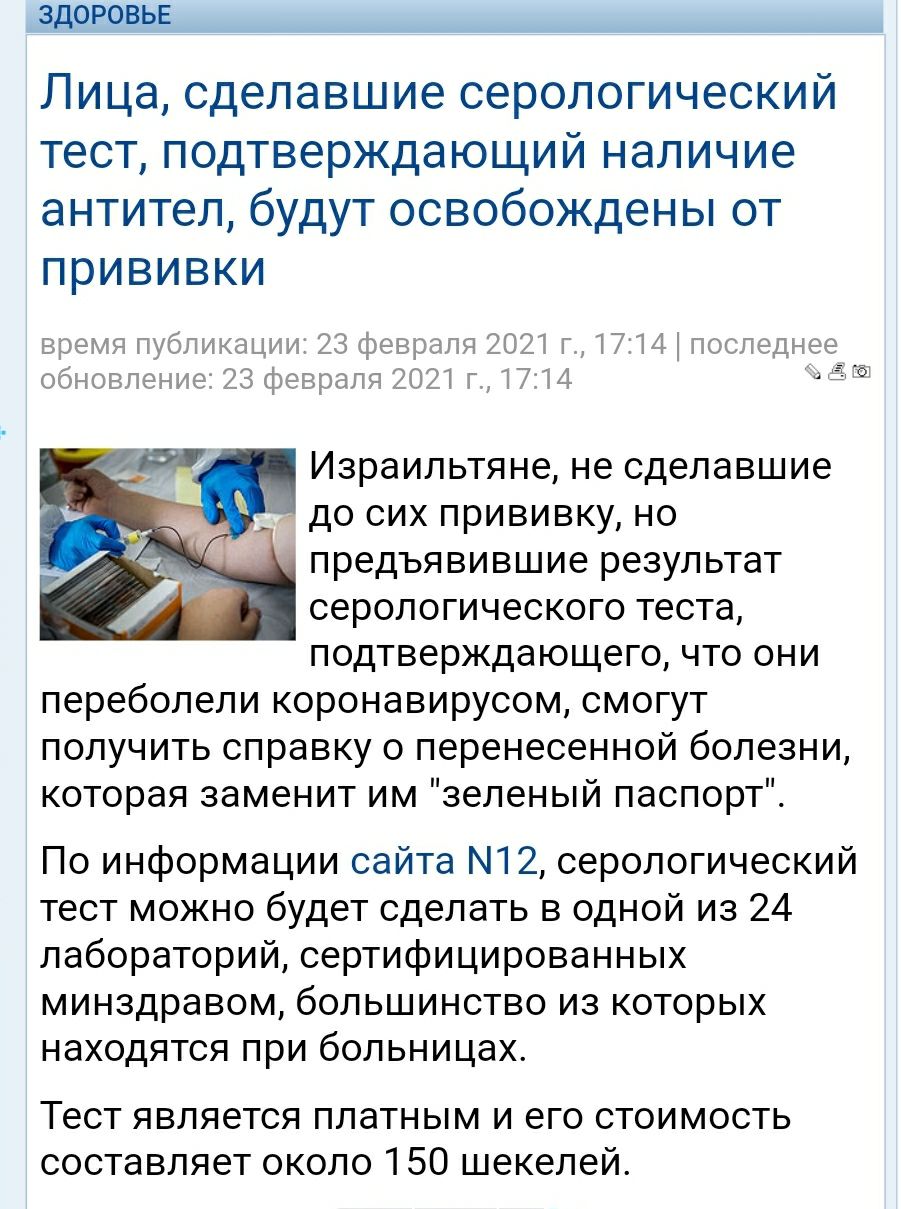 ЗДОРОВЬЕ
Лица, сделавшие серологический
тест, подтверждающий наличие
антител, будут освобождены от
прививки
время публикации: 23 февраля 2021 г., 17:14 | последнее
обновление: 23 февраля 2021 г., 17:14
Израильтяне, не сделавшие
до сих прививку, но
предъявившие результат
серологического теста,
подтверждающего, что они
переболели коронавирусом, смогут
получить справку о перенесенной болезни,
которая заменит им "зеленый паспорт".
По информации сайта N12, серологический
тест можно будет сделать в одной из 24
лабораторий, сертифицированных
минздравом, большинство из которых
находятся при больницах.
Тест является платным и его стоимость
составляет около 150 шекелей.